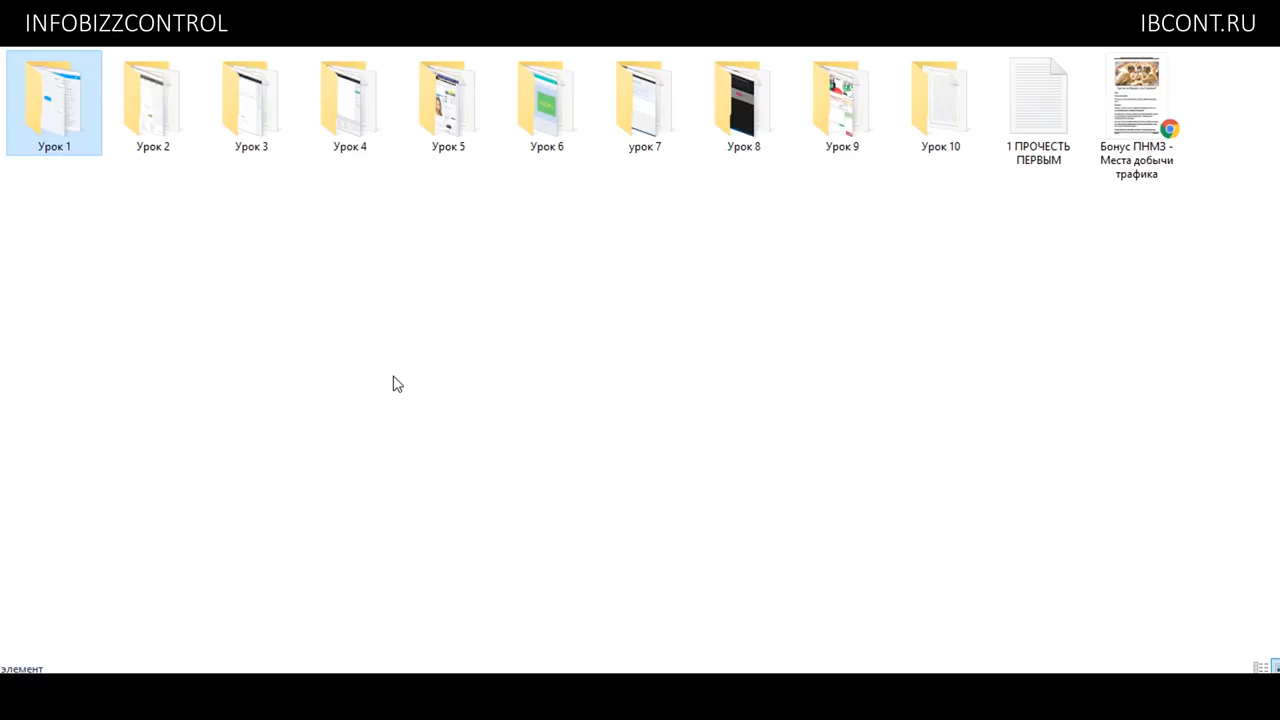 INFOBIZZCONTROL
IBCONT.RU
Урок 1
Урок 2
Урок 3
Урок 4
Урок 5
Урок 6
урок 7
Урок 8
Урок 9
Урок 10
1 ПРОЧЕСТЬ
ПЕРВЫМ
Бонус ПНМЗ -
Места добычи
трафика
элемент